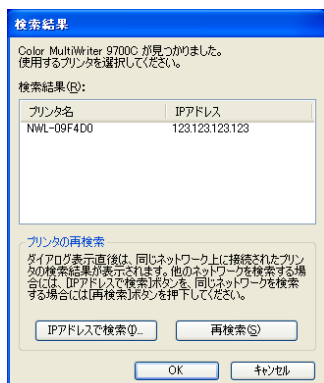 検索結果
Color MultiWriter 9700C が見つかりました。
使用するプリンタを選択してください。
検索結果(R):
プリンタ名 IPアドレス
NWL-09F4D0 123.123.123.123
プリンタの再検索
ダイアログ表示直後は、同じネットワーク上に接続されたプリン
タの検索結果が表示されます。他のネットワークを検索する場
合には、[IPアドレスで検索]ボタンを、同じネットワークを検索
する場合には[再検索]ボタンを押下してください。
IPアドレスで検索(I)... 再検索(S)
OK キャンセル